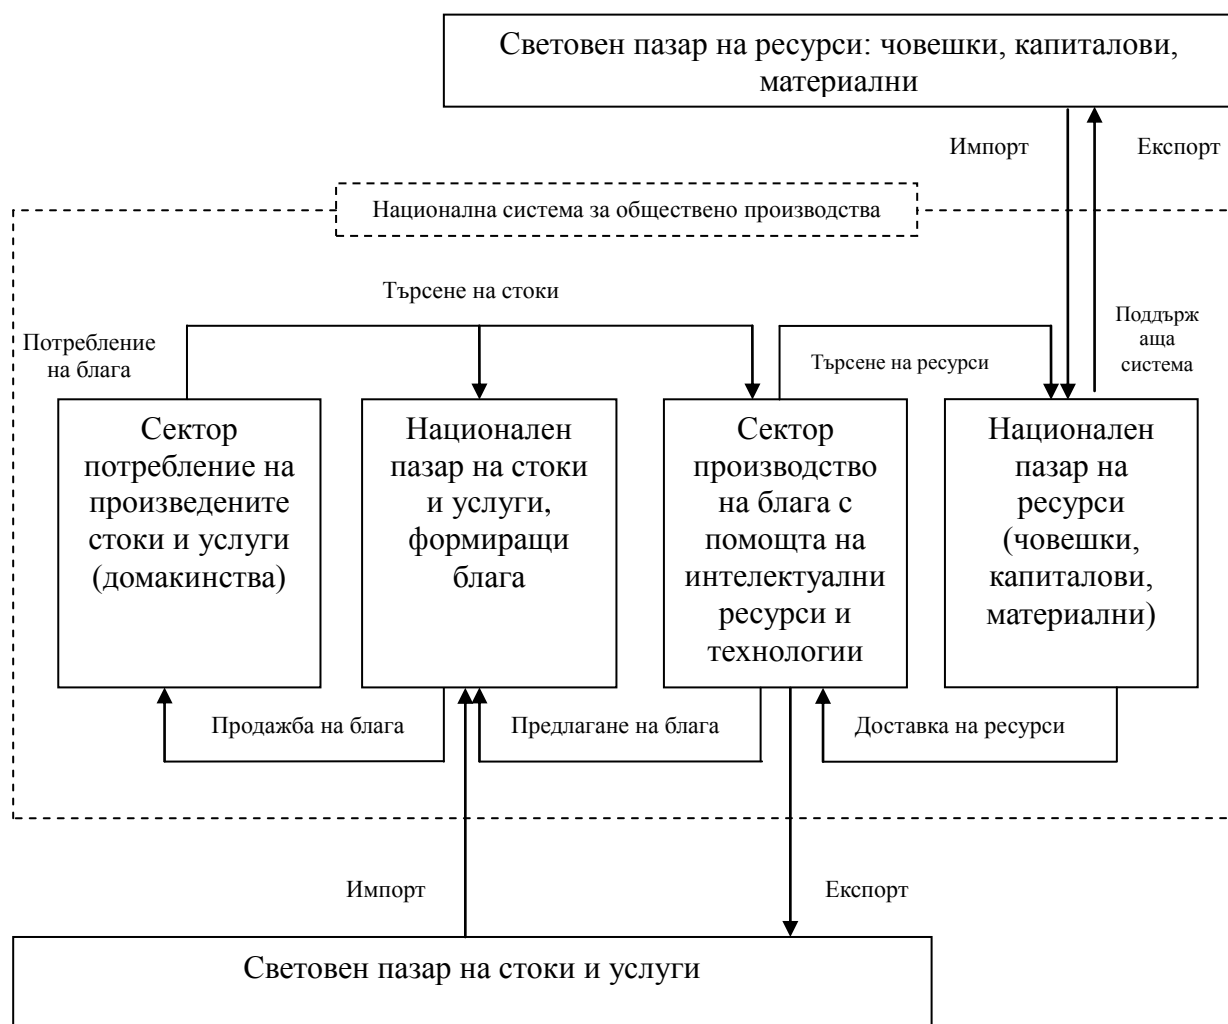 Световен пазар на ресурси: човешки, капиталови,
материални
Импорт
Експорт
Национална система за обществено производства
Търсене на стоки
Потребление
на блага
Търсене на ресурси
Поддърж
аща
система
Сектор
потребление на
произведените
стоки и услуги
(домакинства)
Национален
пазар на стоки
и услуги,
формиращи
блага
Сектор
производство
на блага с
помощта на
интелектуални
ресурси и
технологии
Национален
пазар на
ресурси
(човешки,
капиталови,
материални)
Продажба на блага
Предлагане на блага
Доставка на ресурси
Импорт
Експорт
Световен пазар на стоки и услуги